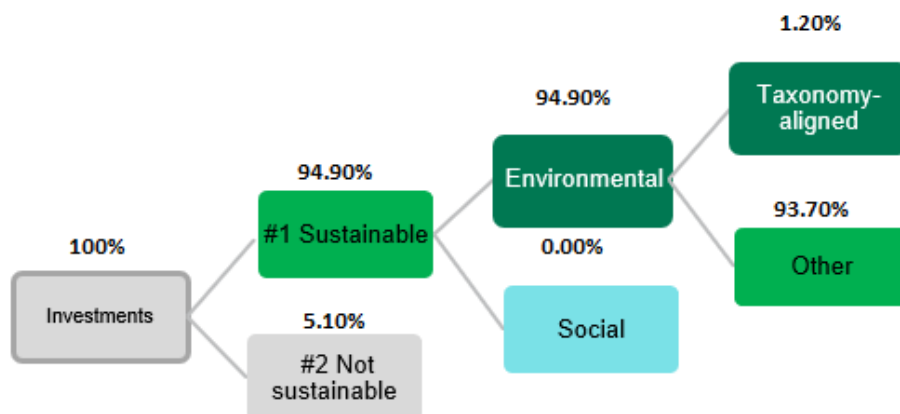 1.20%
Taxonomy-
aligned
94.90%
Environmental
94.90%
#1 Sustainable
93.70%
Other
100%
Investments
0.00%
Social
5.10%
#2 Not
sustainable